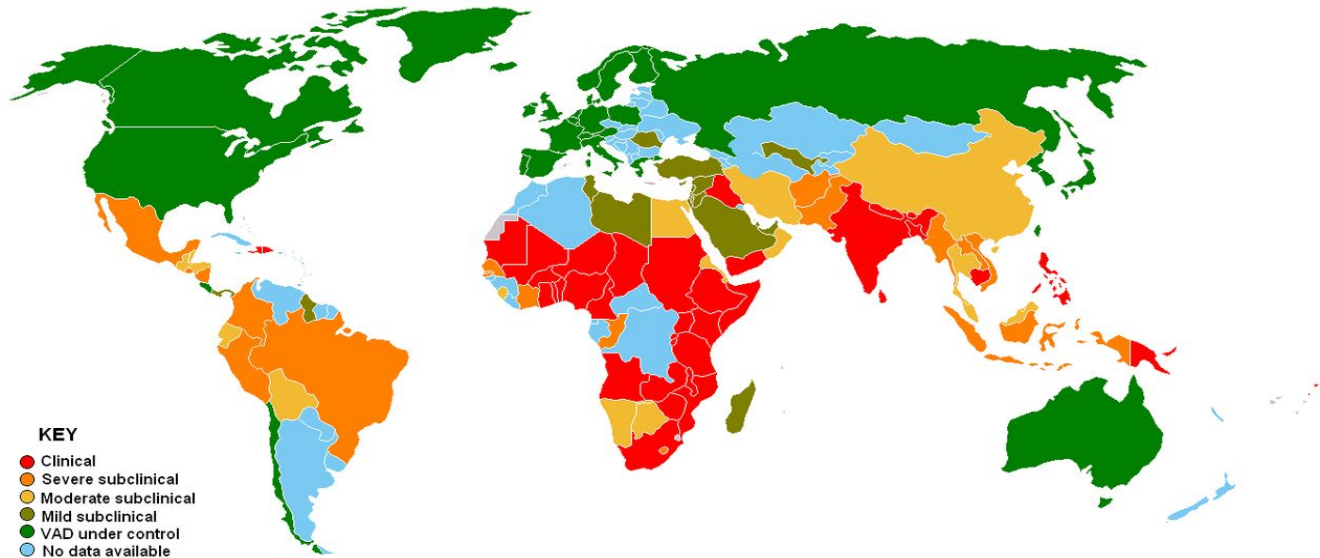 KEY
Clinical
Severe subclinical
Moderate subclinical
Mild subclinical
VAD under control
No data available